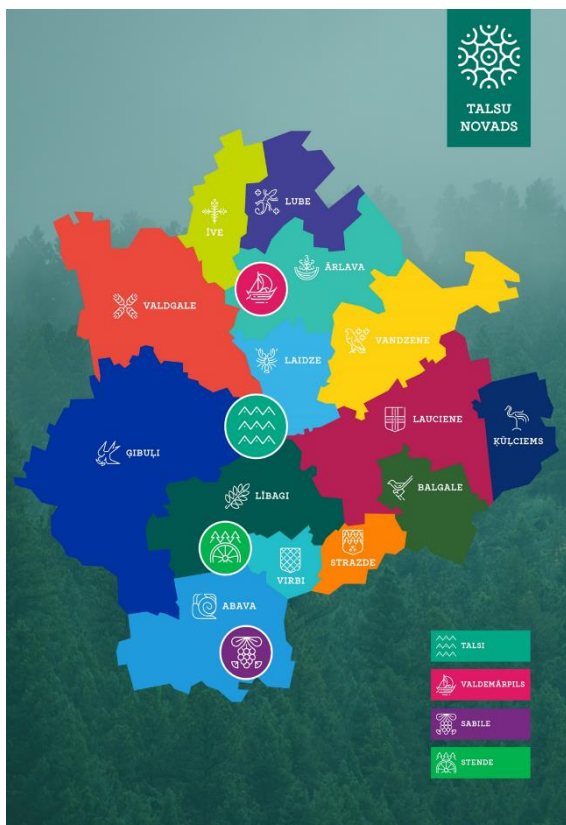 TALSU
NOVADS
LUBE
ĪVE
ĀRLAVA
VALDGALE
VANDZENE
LAIDZE
LAUCIENE
ĶŪĻCIEMS
ĢIBUĻI
BALGALE
LĪBAGI
STRAZDE
VIRBI
ABAVA
TALSI
VALDEMĀRPILS
SABILE
STENDE